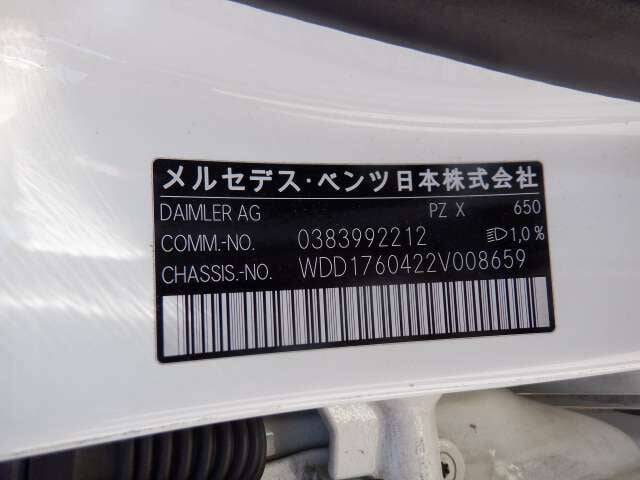 メルセデス・ベンツ日本株式会社
DAIMLER AG PZ X 650
COMM.-NO. 0383992212 1,0 %
CHASSIS.-NO. WDD1760422V008659